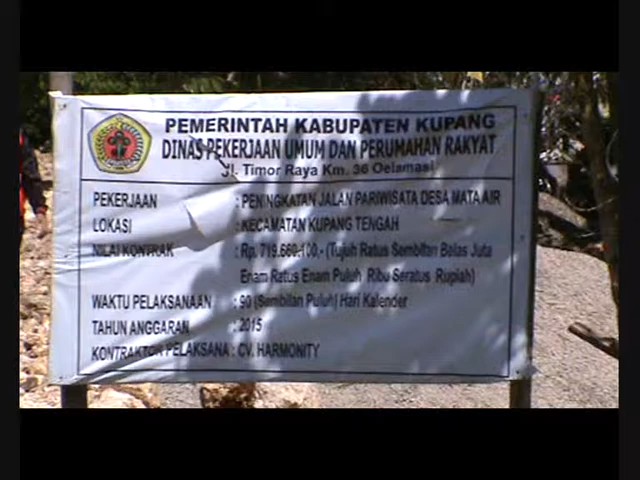 PEMERINTAH KABUPATEN KUPANG
DINAS PEKERJAAN UMUM DAN PERUMAHAN RAKYAT
Jl. Timor Raya Km. 36 Oelamasi
PEKERJAAN : PENINGKATAN JALAN PARIWISATA DESA MATA AIR
LOKASI : KECAMATAN KUPANG TENGAH
NILAI KONTRAK : Rp. 719.660.100,- (Tujuh Ratus Sembilan Belas Juta
Enam Ratus Enam Puluh Ribu Seratus Rupiah)
WAKTU PELAKSANAAN : 90 (Sembilan Puluh) Hari Kalender
TAHUN ANGGARAN : 2015
KONTRAKTOR PELAKSANA : CV. HARMONITY